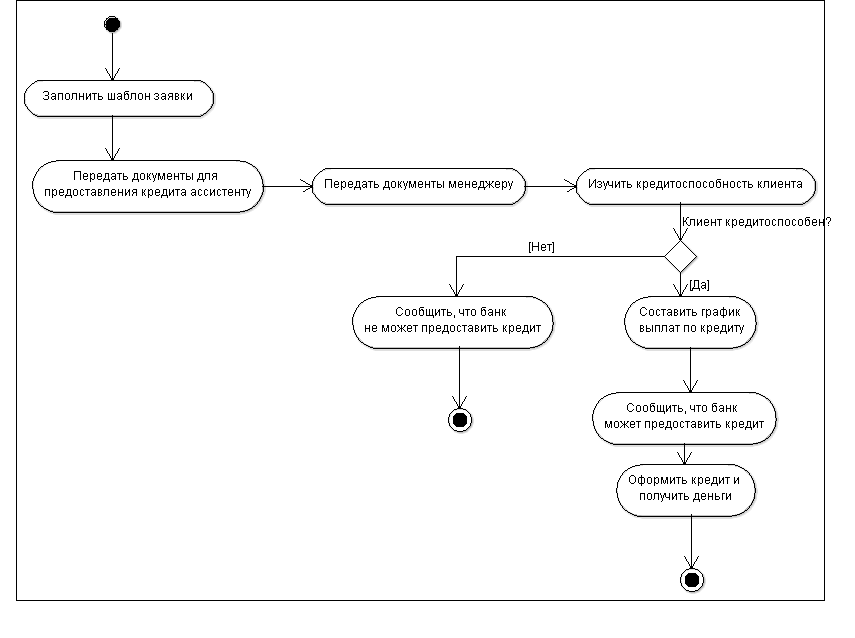 Заполнить шаблон заявки
Передать документы для
предоставления кредита ассистенту
Передать документы менеджеру
Изучить кредитоспособность клиента
Клиент кредитоспособен?
[Нет]
[Да]
Сообщить, что банк
не может предоставить кредит
Составить график
выплат по кредиту
Сообщить, что банк
может предоставить кредит
Оформить кредит и
получить деньги